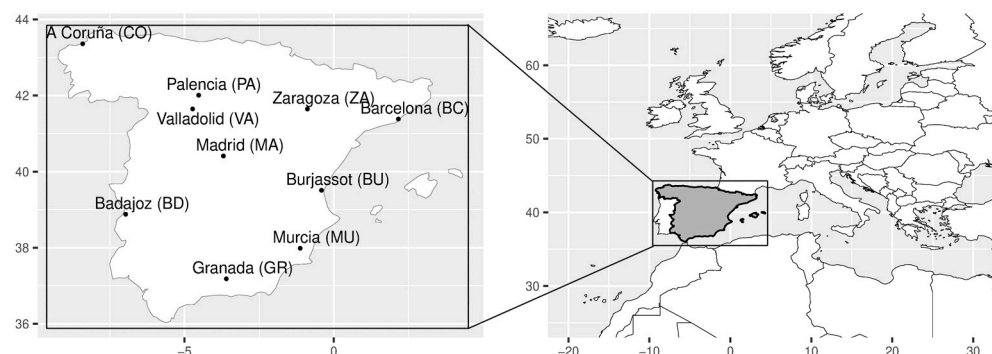 44
42
40
38
36
−5
0
A Coruña (CO)
Palencia (PA)
Zaragoza (ZA)
Barcelona (BC)
Valladolid (VA)
Madrid (MA)
Burjassot (BU)
Badajoz (BD)
Murcia (MU)
Granada (GR)
60
50
40
30
−20
−10
0
10
20
30